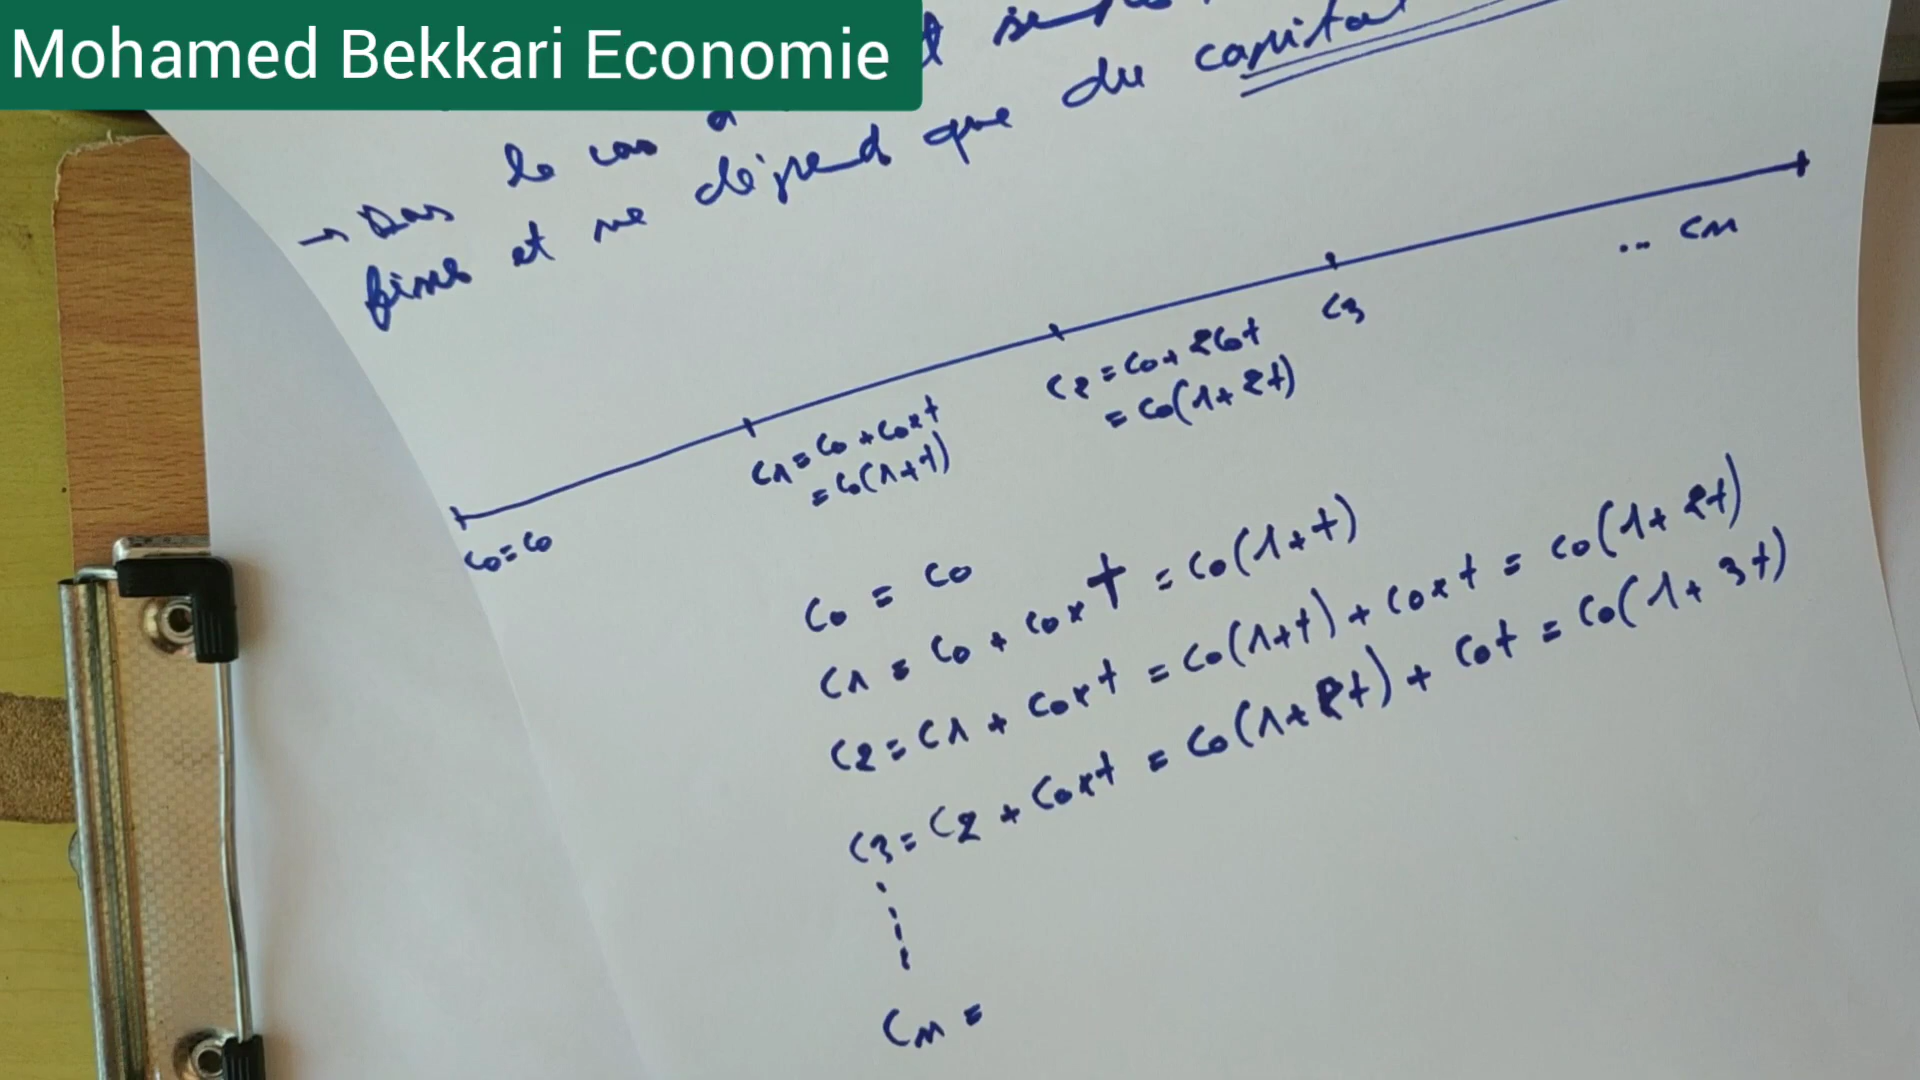 Mohamed Bekkari Economie
→ Dans le cas
fixe et ne dépend que du capital
C0 = C0
C1 = C0 + C0×t
= C0(1+t)
C2 = C0 + 2C0t
= C0(1+2t)
C3
... Cn
C0 = C0
C1 = C0 + C0×t = C0(1+t)
C2 = C1 + C0×t = C0(1+t) + C0×t = C0(1+2t)
C3 = C2 + C0×t = C0(1+2t) + C0t = C0(1+3t)
Cn =